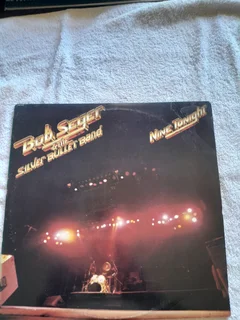 Bob Seger
and the
Silver Bullet Band
Nine Tonight